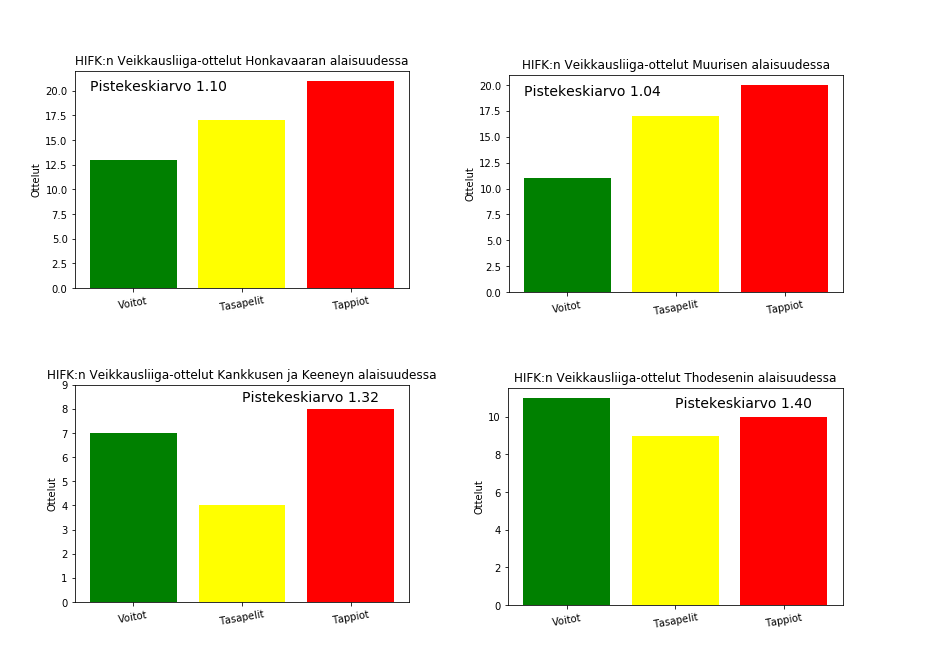 HIFK:n Veikkausliiga-ottelut Honkavaaran alaisuudessa
Pistekeskiarvo 1.10
20.0
17.5
15.0
12.5
10.0
7.5
5.0
2.5
0.0
Ottelut
Voitot
Tasapelit
Tappiot
HIFK:n Veikkausliiga-ottelut Muurisen alaisuudessa
Pistekeskiarvo 1.04
20.0
17.5
15.0
12.5
10.0
7.5
5.0
2.5
0.0
Ottelut
Voitot
Tasapelit
Tappiot
HIFK:n Veikkausliiga-ottelut Kankkusen ja Keeneyn alaisuudessa
Pistekeskiarvo 1.32
9
8
7
6
5
4
3
2
1
0
Ottelut
Voitot
Tasapelit
Tappiot
HIFK:n Veikkausliiga-ottelut Thodesenin alaisuudessa
Pistekeskiarvo 1.40
10
8
6
4
2
0
Ottelut
Voitot
Tasapelit
Tappiot